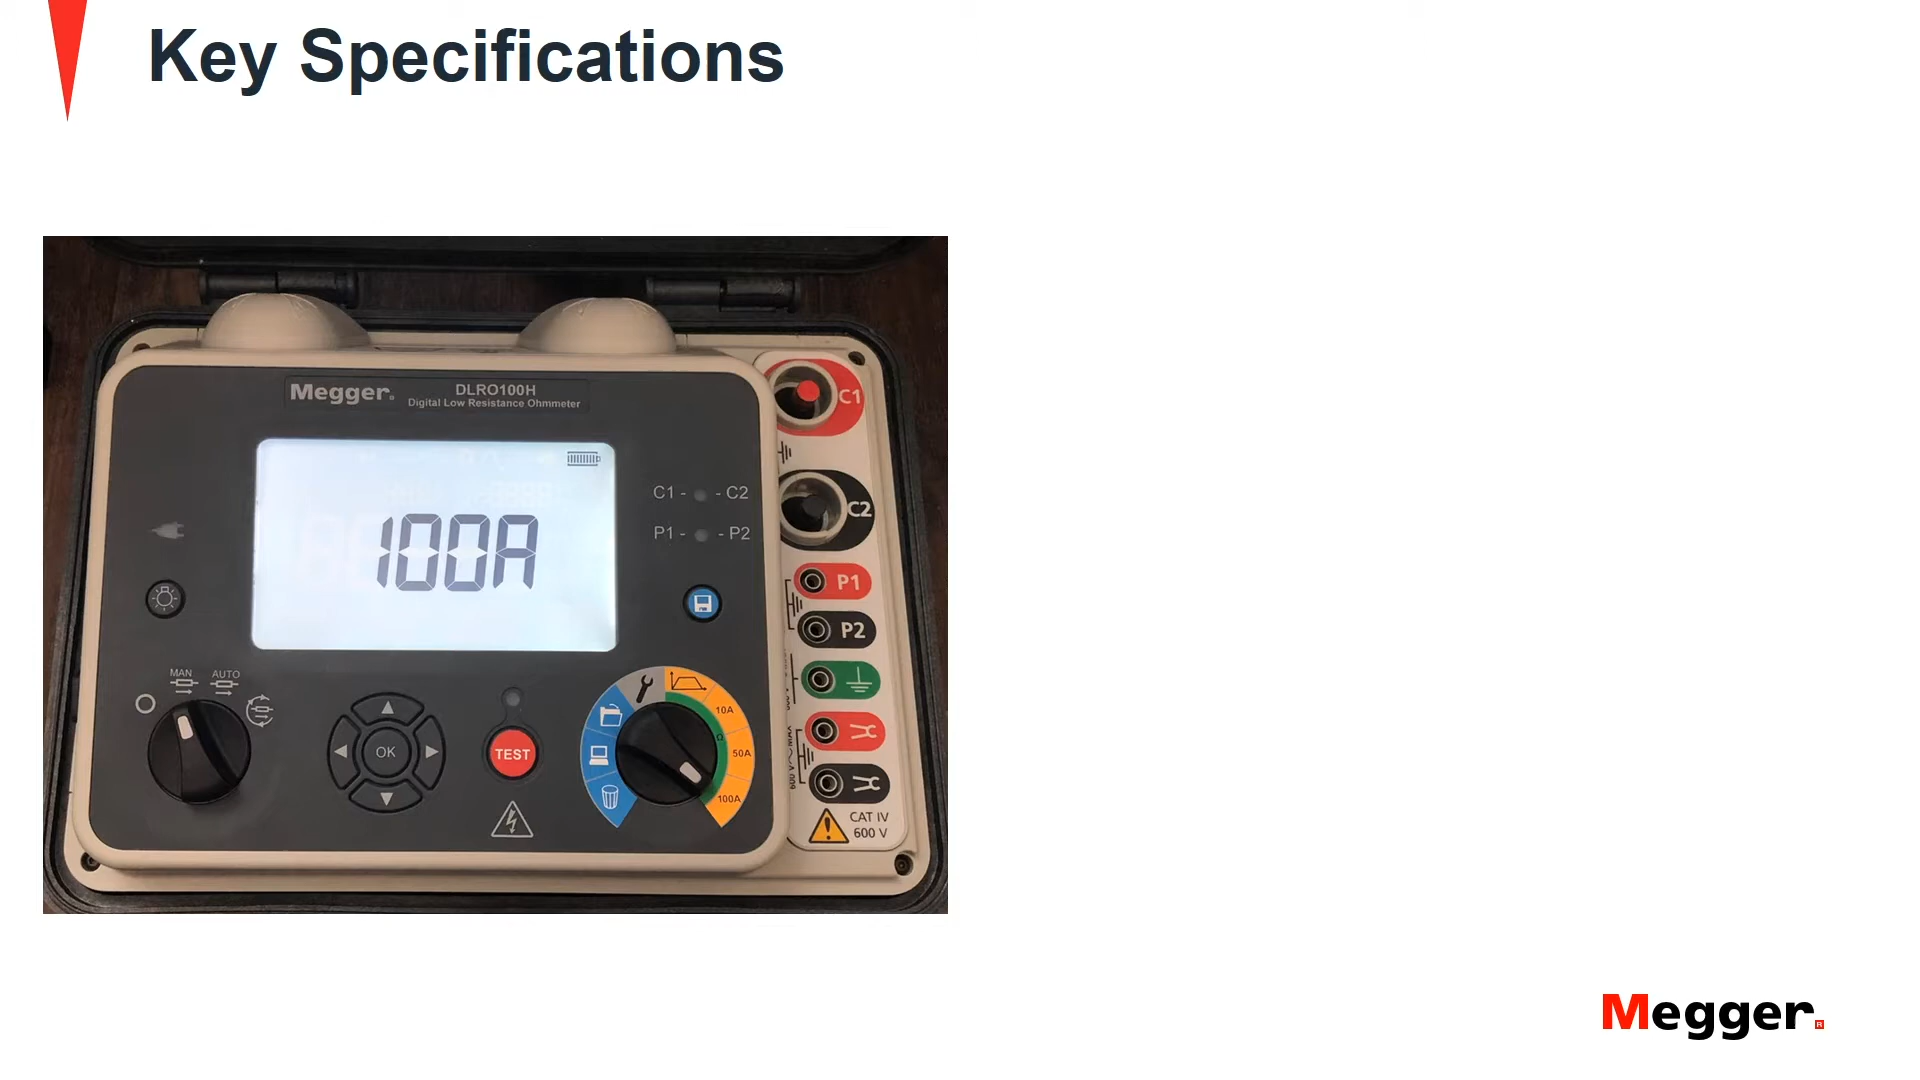 Key Specifications
Megger.
DLRO100H
Digital Low Resistance Ohmmeter
100A
C1 - - C2
P1 - - P2
MAN
AUTO
OK
TEST
10A
Ω
50A
100A
C1
C2
P1
P2
CAT IV
600 V
Megger.